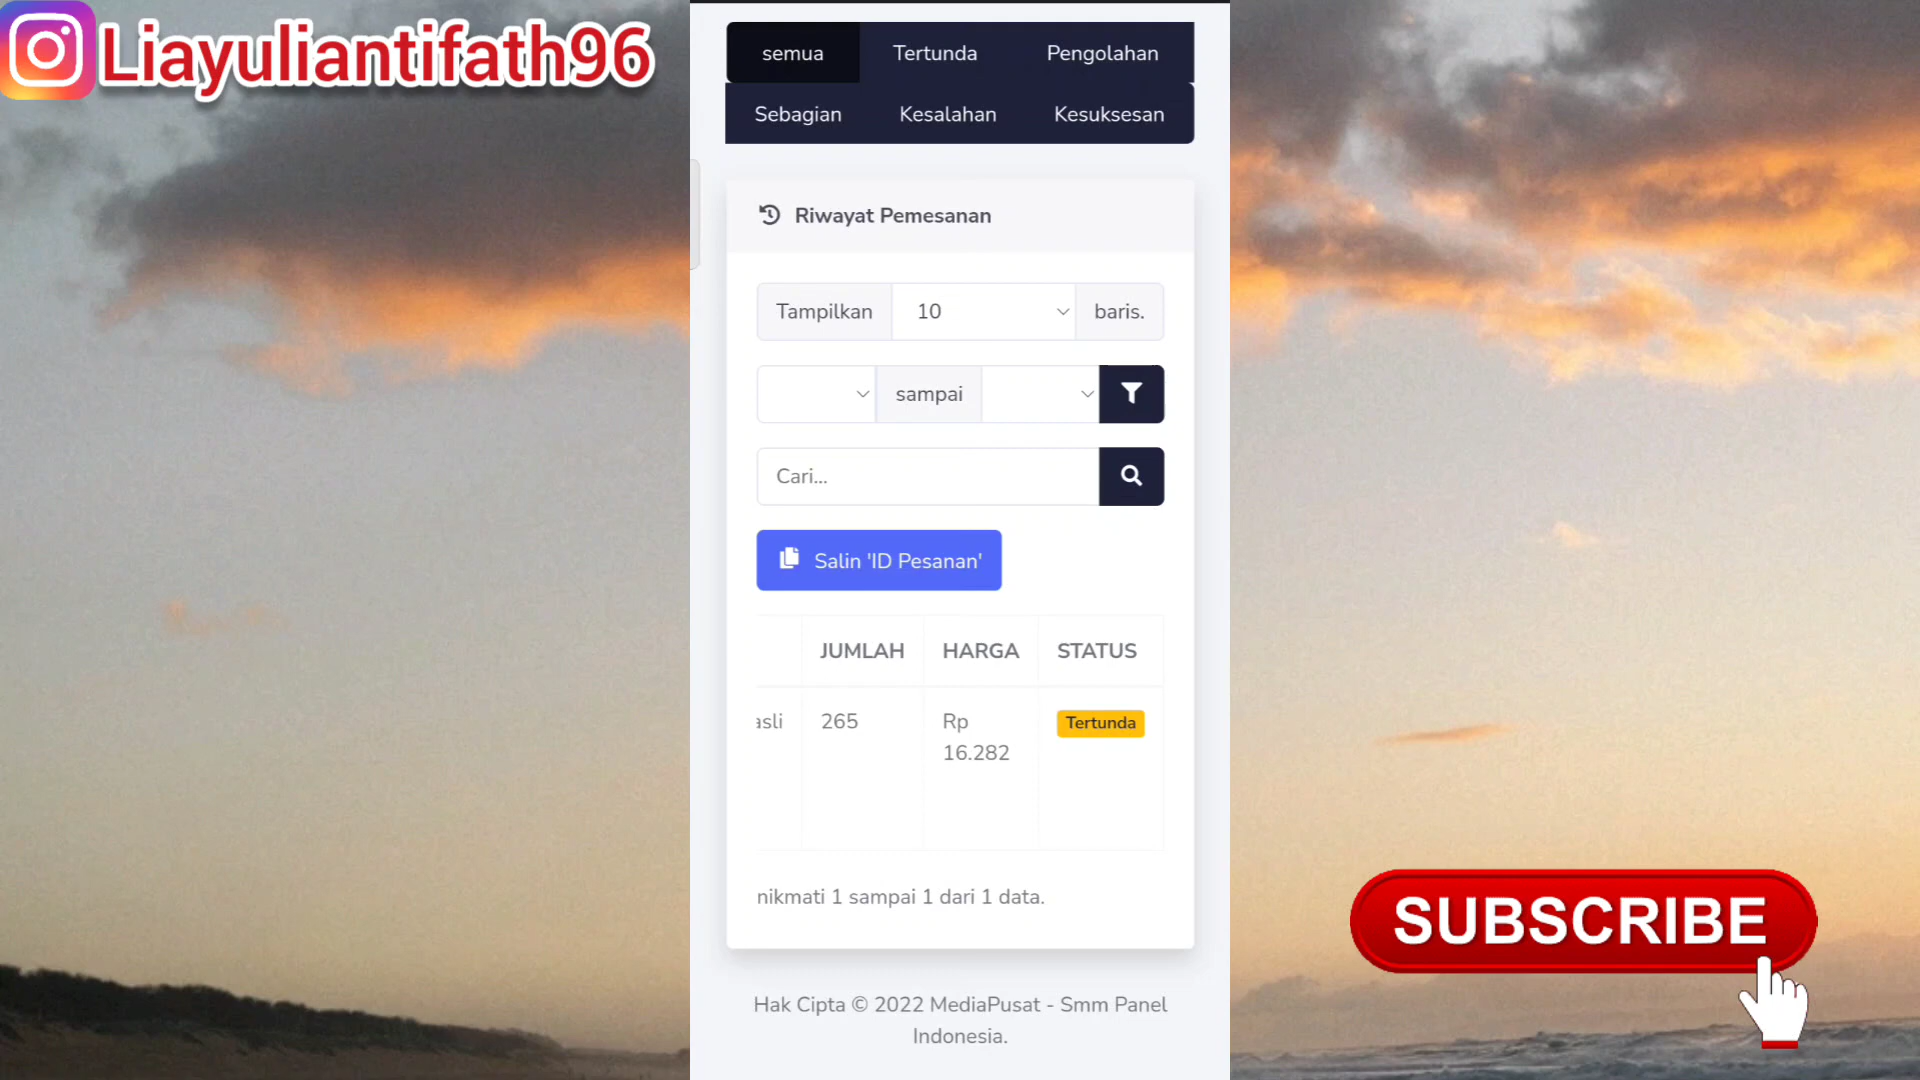 Liayuliantifath96
semua Tertunda Pengolahan
Sebagian Kesalahan Kesuksesan
Riwayat Pemesanan
Tampilkan 10 baris.
sampai
Cari...
Salin 'ID Pesanan'
JUMLAH HARGA STATUS
asli 265 Rp Tertunda
16.282
nikmati 1 sampai 1 dari 1 data.
SUBSCRIBE
Hak Cipta © 2022 MediaPusat - Smm Panel
Indonesia.